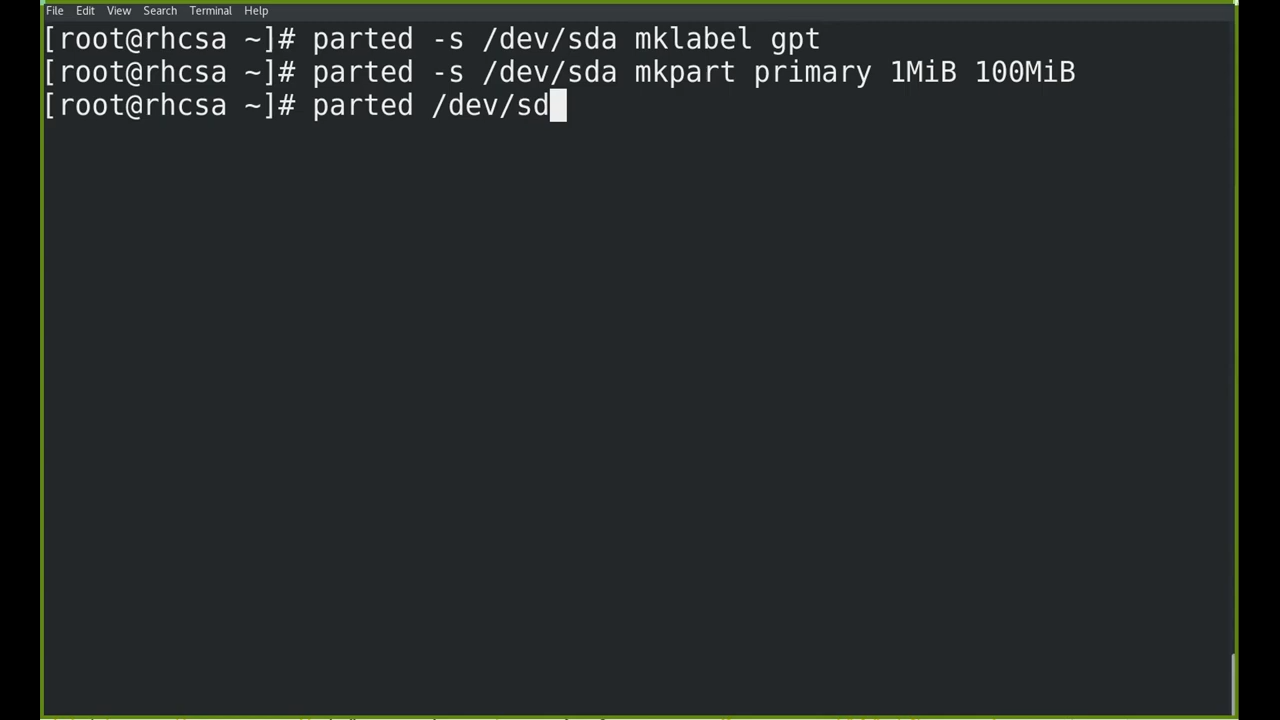 File Edit View Search Terminal Help
[root@rhcsa ~]# parted -s /dev/sda mklabel gpt
[root@rhcsa ~]# parted -s /dev/sda mkpart primary 1MiB 100MiB
[root@rhcsa ~]# parted /dev/sd